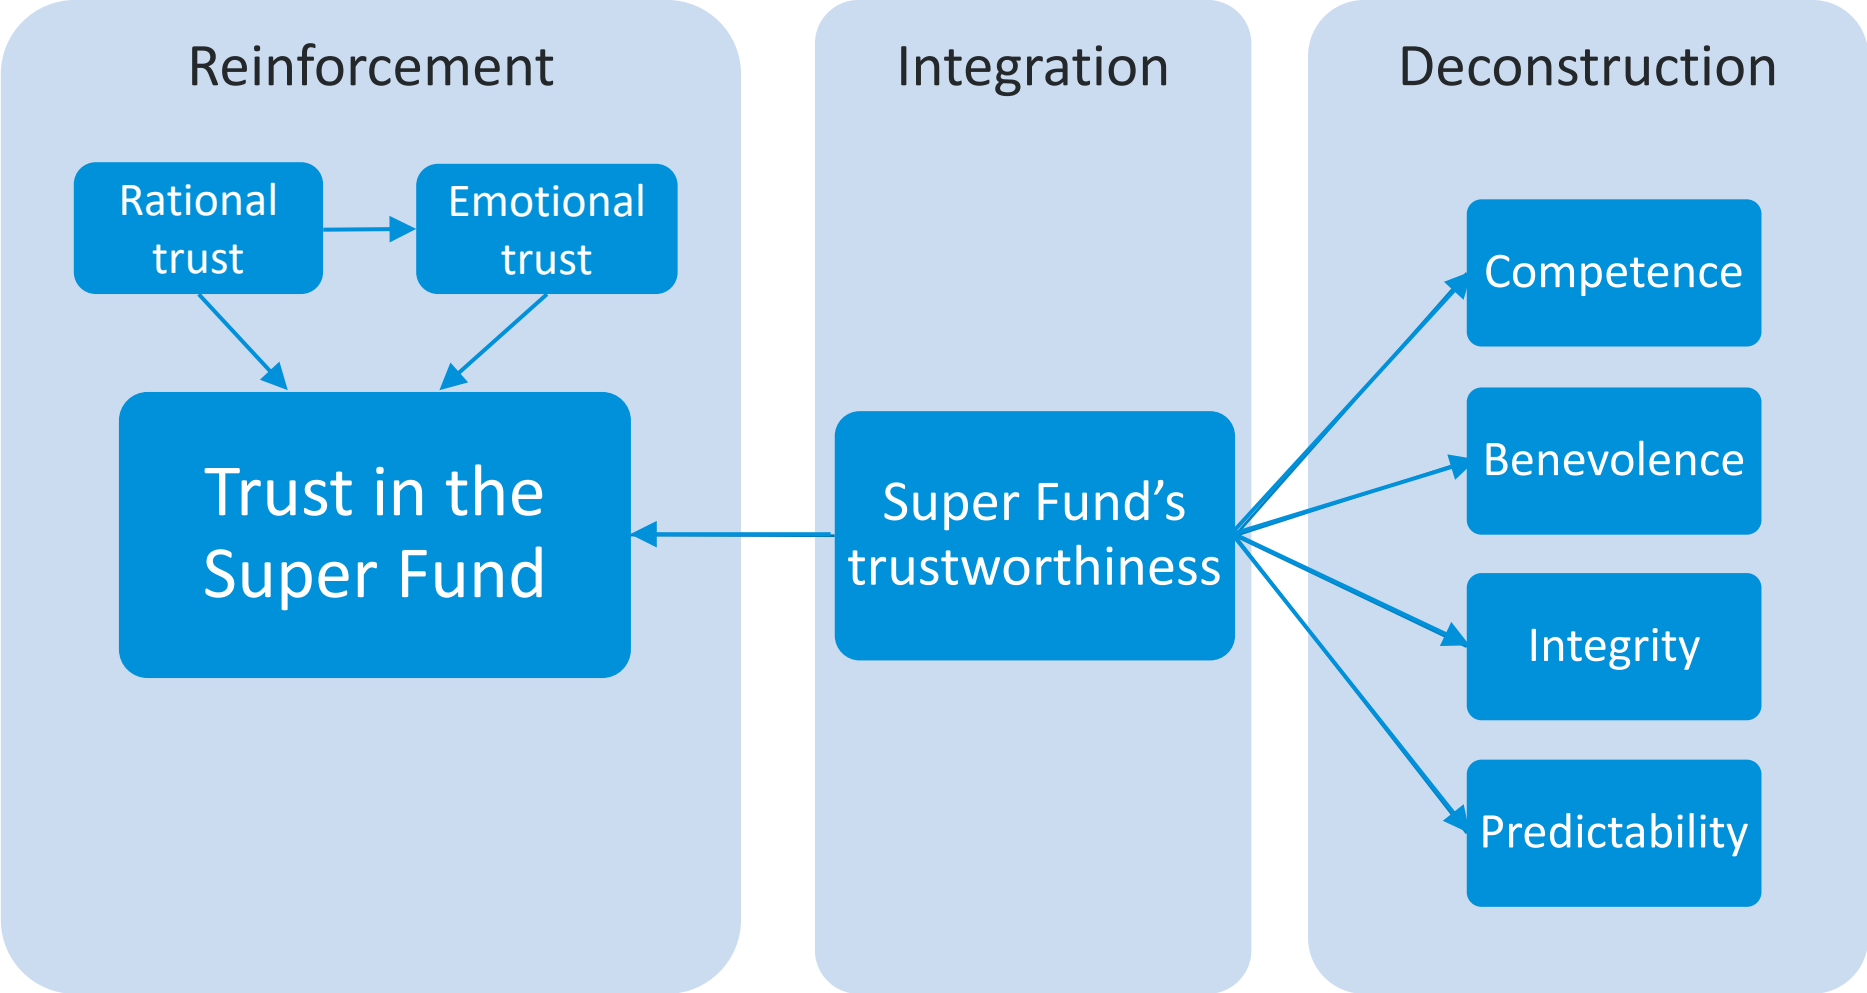 Reinforcement
Rational
trust
Emotional
trust
Trust in the
Super Fund
Integration
Super Fund’s
trustworthiness
Deconstruction
Competence
Benevolence
Integrity
Predictability